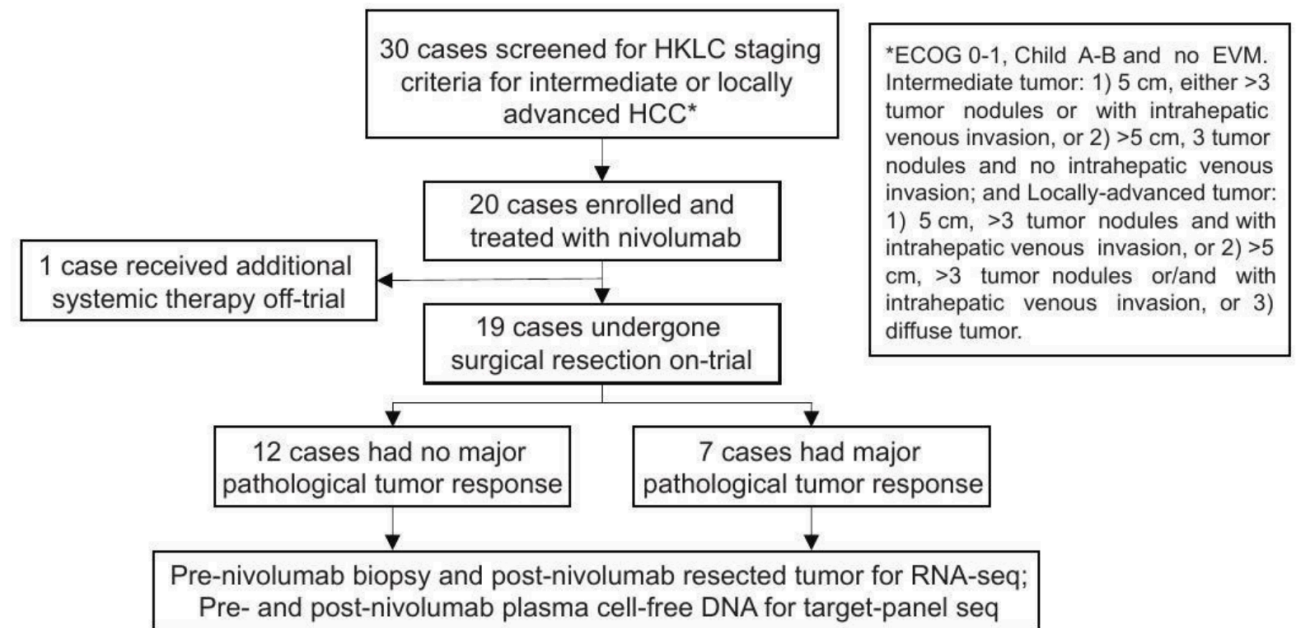 30 cases screened for HKLC staging
criteria for intermediate or locally
advanced HCC*
*ECOG 0-1, Child A-B and no EVM.
Intermediate tumor: 1) 5 cm, either >3
tumor nodules or with intrahepatic
venous invasion, or 2) >5 cm, 3 tumor
nodules and no intrahepatic venous
invasion; and Locally-advanced tumor:
1) 5 cm, >3 tumor nodules and with
intrahepatic venous invasion, or 2) >5
cm, >3 tumor nodules or/and with
intrahepatic venous invasion, or 3)
diffuse tumor.
20 cases enrolled and
treated with nivolumab
1 case received additional
systemic therapy off-trial
19 cases undergone
surgical resection on-trial
12 cases had no major
pathological tumor response
7 cases had major
pathological tumor response
Pre-nivolumab biopsy and post-nivolumab resected tumor for RNA-seq;
Pre- and post-nivolumab plasma cell-free DNA for target-panel seq